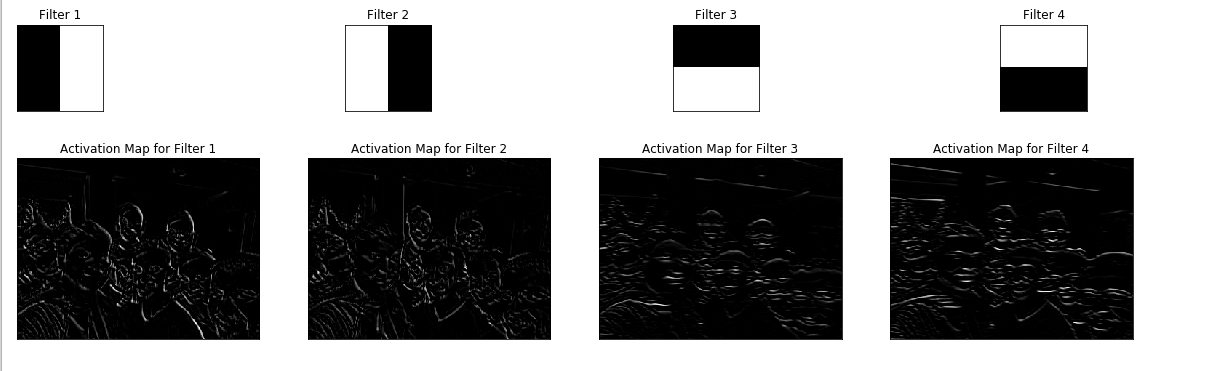 Filter 1
Filter 2
Filter 3
Filter 4
Activation Map for Filter 1
Activation Map for Filter 2
Activation Map for Filter 3
Activation Map for Filter 4